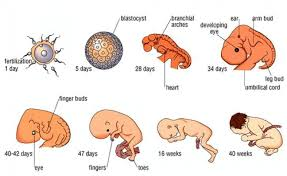 fertilization
1 day
blastocyst
5 days
branchial
arches
28 days
heart
developing
eye
ear
arm bud
34 days
leg bud
umbilical cord
finger buds
40-42 days
eye
47 days
fingers
toes
16 weeks
40 weeks